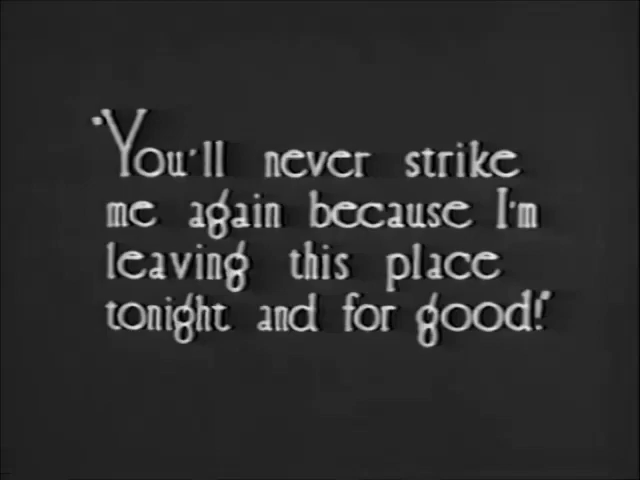 "You'll never strike
me again because I'm
leaving this place
tonight and for good!"